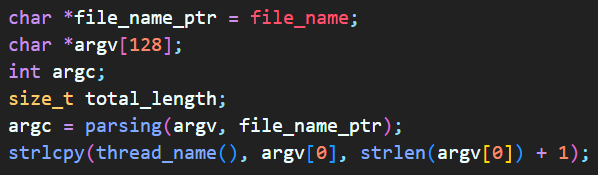 char *file_name_ptr = file_name;
char *argv[128];
int argc;
size_t total_length;
argc = parsing(argv, file_name_ptr);
strlcpy(thread_name(), argv[0], strlen(argv[0]) + 1);